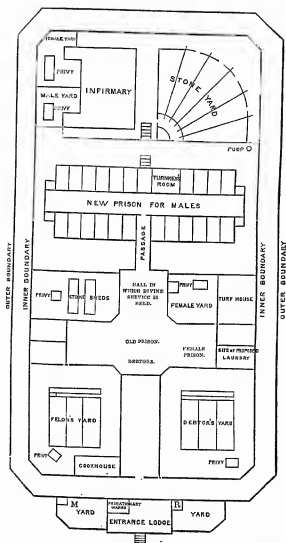 FEMALE YARD
PRIVY
MALE YARD
PRIVY
INFIRMARY
STONE YARD
PUMP
TURNKEYS
ROOM
NEW PRISON FOR MALES
PASSAGE
OUTER BOUNDARY
INNER BOUNDARY
INNER BOUNDARY
OUTER BOUNDARY
HALL IN
WHICH DIVINE
SERVICE IS
HELD.
PRIVY
STONE SHEDS
PRIVY
FEMALE YARD
TURF HOUSE
OLD PRISON.
DEBTORS.
FEMALE
PRISON.
SITE OF PROPOSED
LAUNDRY
FELON'S YARD
DEBTOR'S YARD
PRIVY
COOKHOUSE
PRIVY
M
PROBATIONARY
WARDS
R
YARD
YARD
ENTRANCE LODGE